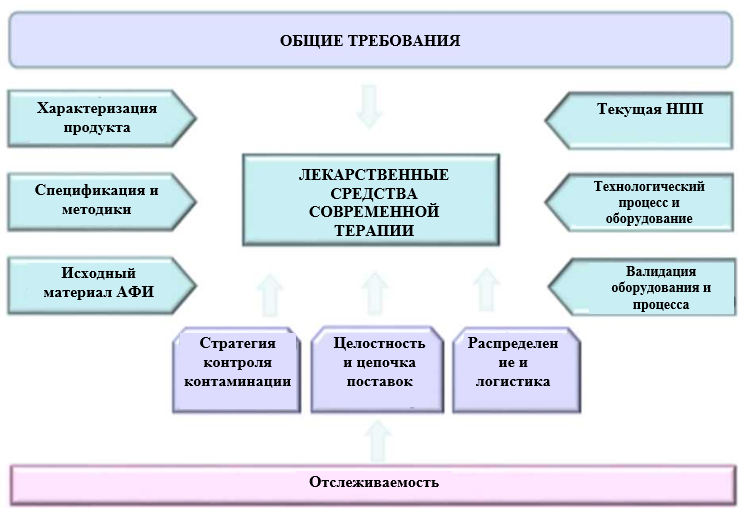 ОБЩИЕ ТРЕБОВАНИЯ
Характеризация
продукта
Текущая НПП
ЛЕКАРСТВЕННЫЕ
СРЕДСТВА
СОВРЕМЕННОЙ
ТЕРАПИИ
Спецификация и
методики
Технологический
процесс и
оборудование
Исходный
материал АФИ
Валидация
оборудования и
процесса
Стратегия
контроля
контаминации
Целостность
и цепочка
поставок
Распределен
ие и
логистика
Отслеживаемость